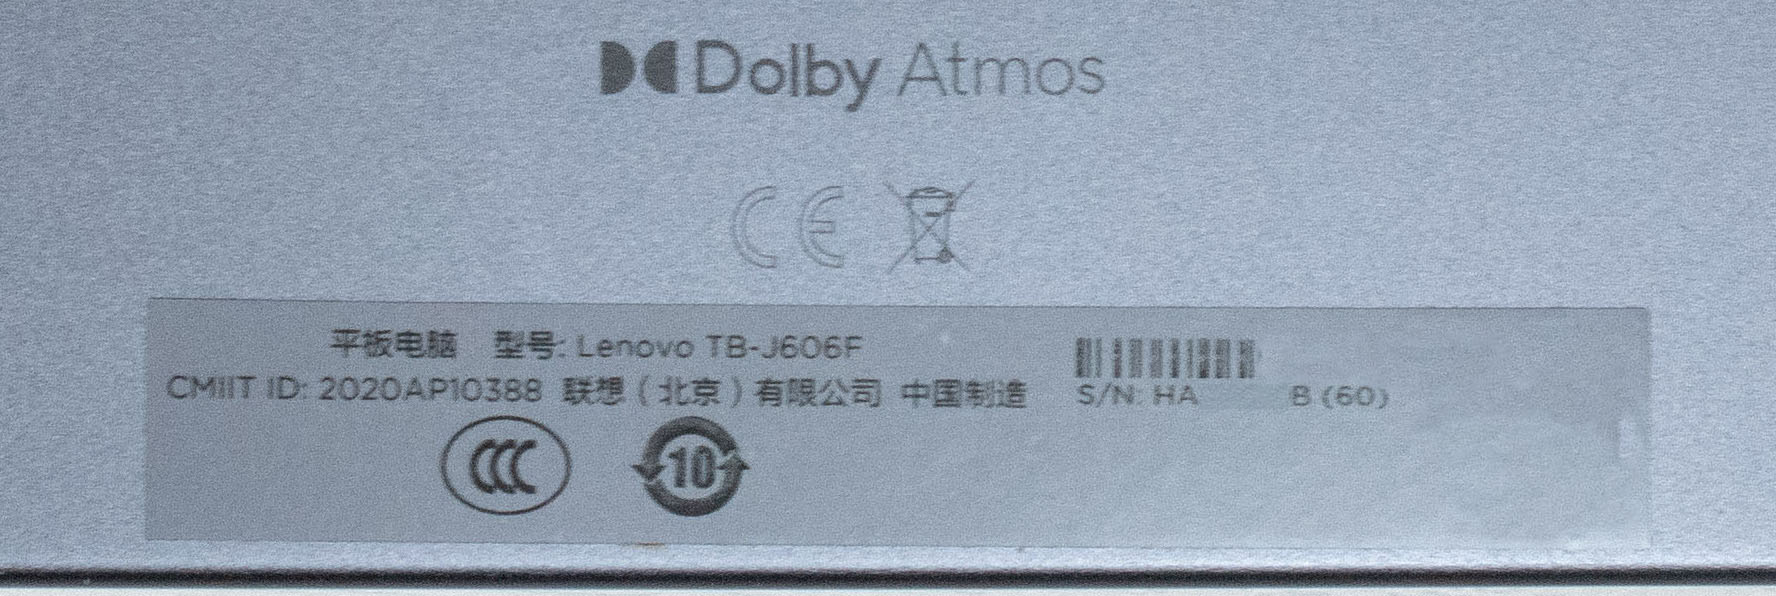 Dolby Atmos
CE
平板电脑 型号: Lenovo TB-J606F
CMIIT ID: 2020AP10388 联想（北京）有限公司 中国制造
S/N: HA B (60)
CCC
10